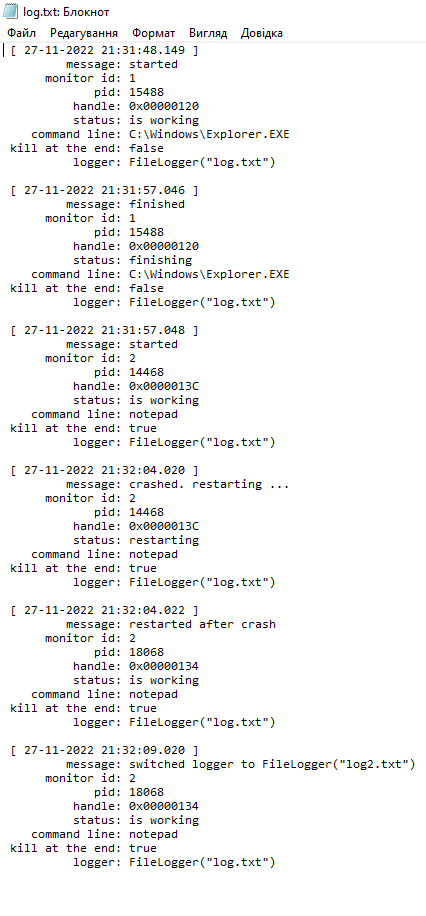 log.txt: Блокнот
Файл Редагування Формат Вигляд Довідка
[ 27-11-2022 21:31:48.149 ]
message: started
monitor id: 1
pid: 15488
handle: 0x00000120
status: is working
command line: C:\Windows\Explorer.EXE
kill at the end: false
logger: FileLogger("log.txt")

[ 27-11-2022 21:31:57.046 ]
message: finished
monitor id: 1
pid: 15488
handle: 0x00000120
status: finishing
command line: C:\Windows\Explorer.EXE
kill at the end: false
logger: FileLogger("log.txt")

[ 27-11-2022 21:31:57.048 ]
message: started
monitor id: 2
pid: 14468
handle: 0x0000013C
status: is working
command line: notepad
kill at the end: true
logger: FileLogger("log.txt")

[ 27-11-2022 21:32:04.020 ]
message: crashed. restarting ...
monitor id: 2
pid: 14468
handle: 0x0000013C
status: restarting
command line: notepad
kill at the end: true
logger: FileLogger("log.txt")

[ 27-11-2022 21:32:04.022 ]
message: restarted after crash
monitor id: 2
pid: 18068
handle: 0x00000134
status: is working
command line: notepad
kill at the end: true
logger: FileLogger("log.txt")

[ 27-11-2022 21:32:09.020 ]
message: switched logger to FileLogger("log2.txt")
monitor id: 2
pid: 18068
handle: 0x00000134
status: is working
command line: notepad
kill at the end: true
logger: FileLogger("log.txt")